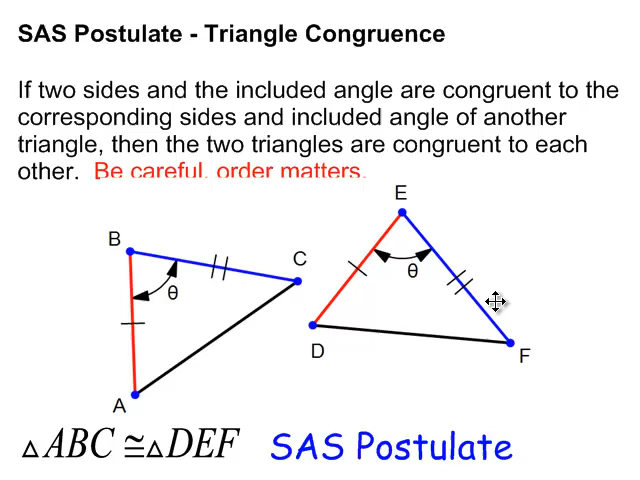 SAS Postulate - Triangle Congruence
If two sides and the included angle are congruent to the
corresponding sides and included angle of another
triangle, then the two triangles are congruent to each
other. Be careful, order matters.
E
B
C
θ
θ
D
F
A
△ABC ≅ △DEF SAS Postulate